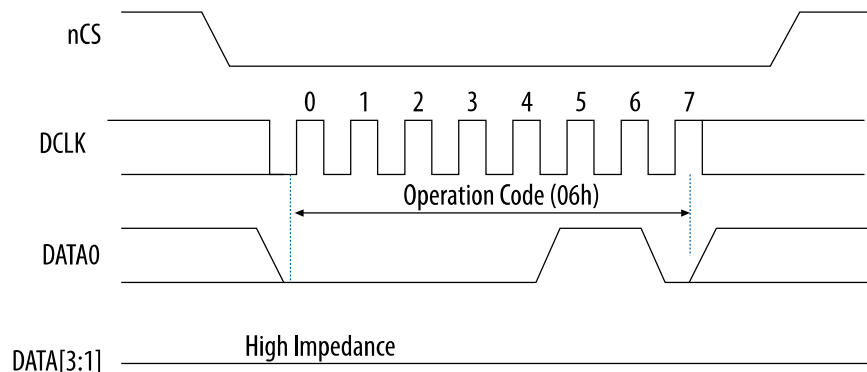 nCS
0 1 2 3 4 5 6 7
DCLK
Operation Code (06h)
DATA0
High Impedance
DATA[3:1]